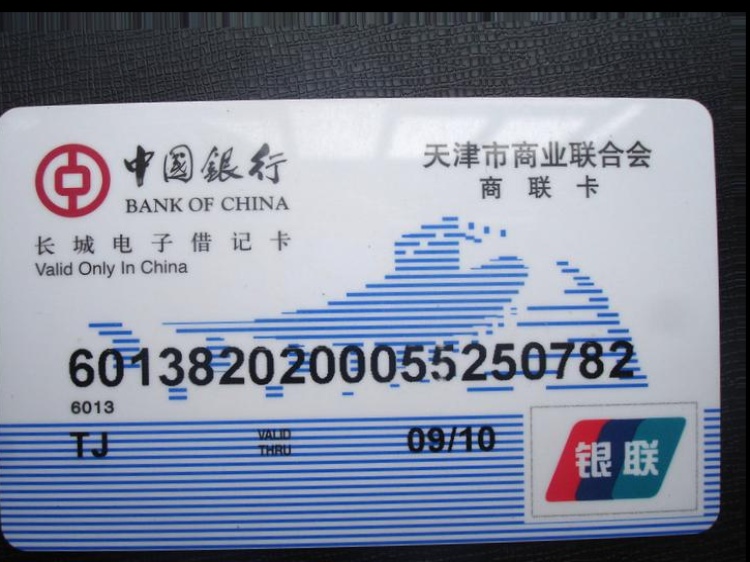 中国銀行
BANK OF CHINA
天津市商业联合会
商联卡
长城电子借记卡
Valid Only In China
6013820200055250782
6013
TJ
VALID THRU
09/10
银联